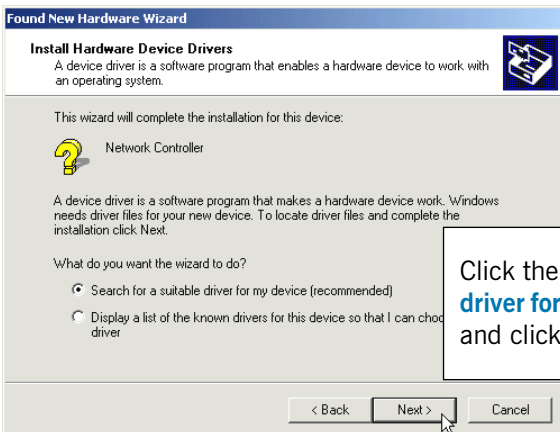 Found New Hardware Wizard
Install Hardware Device Drivers
A device driver is a software program that enables a hardware device to work with
an operating system.
This wizard will complete the installation for this device:
Network Controller
A device driver is a software program that makes a hardware device work. Windows
needs driver files for your new device. To locate driver files and complete the
installation click Next.
What do you want the wizard to do?
Search for a suitable driver for my device (recommended)
Display a list of the known drivers for this device so that I can
driver
Click the
driver for
and click
< Back
Next >
Cancel